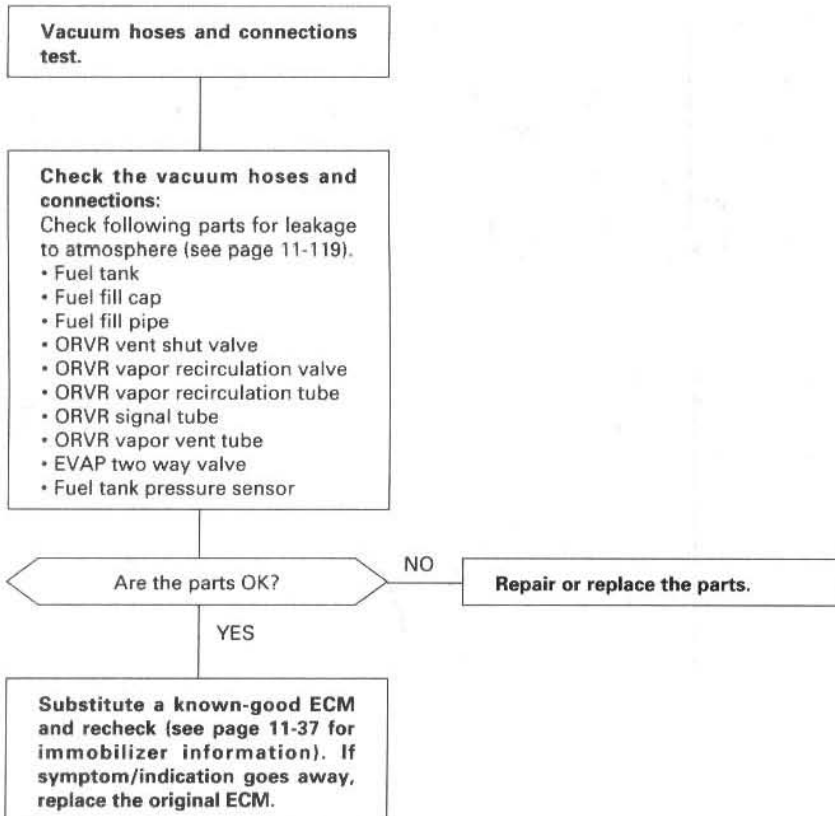 Vacuum hoses and connections
test.
Check the vacuum hoses and
connections:
Check following parts for leakage
to atmosphere (see page 11-119).
• Fuel tank
• Fuel fill cap
• Fuel fill pipe
• ORVR vent shut valve
• ORVR vapor recirculation valve
• ORVR vapor recirculation tube
• ORVR signal tube
• ORVR vapor vent tube
• EVAP two way valve
• Fuel tank pressure sensor
Are the parts OK?
NO
Repair or replace the parts.
YES
Substitute a known-good ECM
and recheck (see page 11-37 for
immobilizer information). If
symptom/indication goes away,
replace the original ECM.